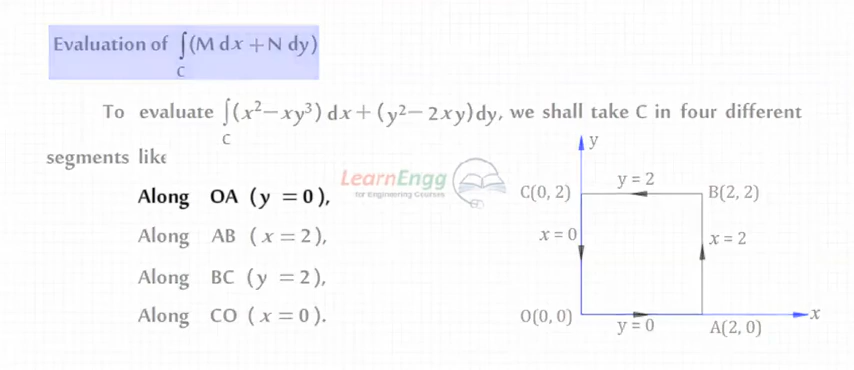 Evaluation of ∫(M dx + N dy)
C
To evaluate ∫(x²− xy³) dx + (y²− 2xy)dy, we shall take C in four different
C
segments like
Along OA (y = 0),
Along AB (x = 2),
Along BC (y = 2),
Along CO (x = 0).
LearnEngg
for Engineering Courses
y
C(0, 2)
y = 2
B(2, 2)
x = 0
x = 2
O(0, 0)
y = 0
A(2, 0)
x